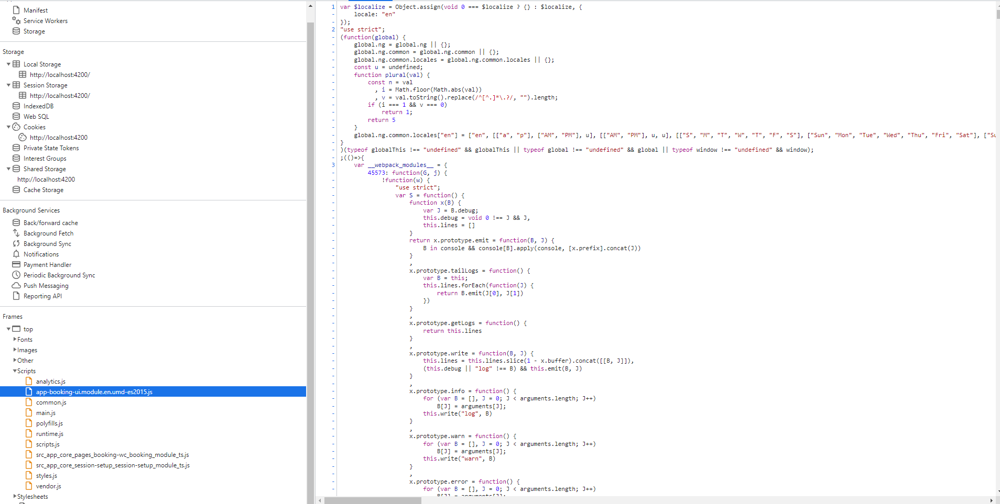 Manifest
Service Workers
Storage
Storage
Local Storage
http://localhost:4200/
Session Storage
http://localhost:4200/
IndexedDB
Web SQL
Cookies
http://localhost:4200
Private State Tokens
Interest Groups
Shared Storage
http://localhost:4200
Cache Storage
Background Services
Back/forward cache
Background Fetch
Background Sync
Notifications
Payment Handler
Periodic Background Sync
Push Messaging
Reporting API
Frames
top
Fonts
Images
Other
Scripts
analytics.js
app-booking-ui.module.en.umd-es2015.js
common.js
main.js
polyfills.js
runtime.js
scripts.js
src_app_core_pages_booking-wc_booking_module_ts.js
src_app_core_session-setup_session-setup_module_ts.js
styles.js
vendor.js
Stylesheets
1 var $localize = Object.assign(void 0 === $localize ? {} : $localize, {
- locale: "en"
- });
2 "use strict";
- (function(global) {
- global.ng = global.ng || {};
- global.ng.common = global.ng.common || {};
- global.ng.common.locales = global.ng.common.locales || {};
- const u = undefined;
- function plural(val) {
- const n = val
- , i = Math.floor(Math.abs(val))
- , v = val.toString().replace(/^[^.]*\.?/, "").length;
- if (i === 1 && v === 0)
- return 1;
- return 5
- }
- global.ng.common.locales["en"] = ["en", [["a", "p"], ["AM", "PM"], u], [["AM", "PM"], u, u], [["S", "M", "T", "W", "T", "F", "S"], ["Sun", "Mon", "Tue", "Wed", "Thu", "Fri", "Sat"], ["Su
- }
- )(typeof globalThis !== "undefined" && globalThis || typeof global !== "undefined" && global || typeof window !== "undefined" && window);
- ;(()=>{
3 var __webpack_modules__ = {
- 45573: function(G, j) {
- !function(w) {
- "use strict";
- var S = function() {
- function x(B) {
- var J = B.debug;
- this.debug = void 0 !== J && J,
- this.lines = []
- }
- return x.prototype.emit = function(B, J) {
- B in console && console[B].apply(console, [x.prefix].concat(J))
- }
- ,
- x.prototype.tailLogs = function() {
- var B = this;
- this.lines.forEach(function(J) {
- return B.emit(J[0], J[1])
- })
- }
- ,
- x.prototype.getLogs = function() {
- return this.lines
- }
- ,
- x.prototype.write = function(B, J) {
- this.lines = this.lines.slice(1 - x.buffer).concat([[B, J]]),
- (this.debug || "log" !== B) && this.emit(B, J)
- }
- ,
- x.prototype.info = function() {
- for (var B = [], J = 0; J < arguments.length; J++)
- B[J] = arguments[J];
- this.write("log", B)
- }
- ,
- x.prototype.warn = function() {
- for (var B = [], J = 0; J < arguments.length; J++)
- B[J] = arguments[J];
- this.write("warn", B)
- }
- ,
- x.prototype.error = function() {
- for (var B = [], J = 0; J < arguments.length; J++)